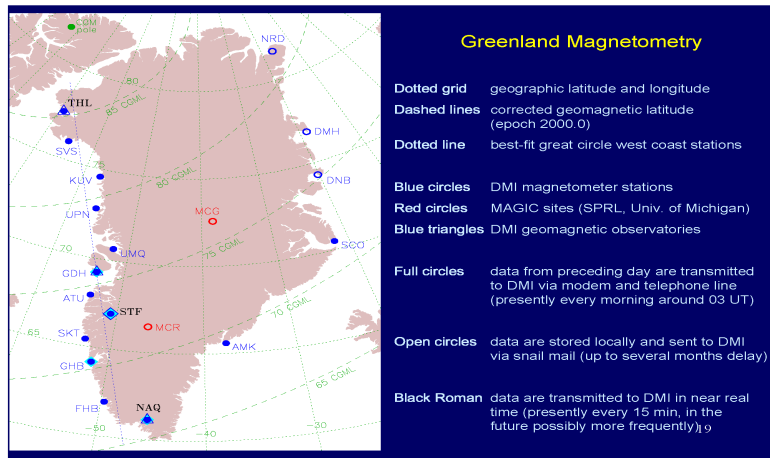 CGM
pole
NRD
80
85 CGML
THL
DMH
SVS
75
KUV
DNB
80 CGML
UPN
MCG
SCO
75 CGML
70
UMQ
GDH
ATU
STF
70 CGML
MCR
65
SKT
AMK
GHB
65 CGML
FHB
NAQ
-50
-40
-30
Greenland Magnetometry
Dotted grid geographic latitude and longitude
Dashed lines corrected geomagnetic latitude
(epoch 2000.0)
Dotted line best-fit great circle west coast stations
Blue circles DMI magnetometer stations
Red circles MAGIC sites (SPRL, Univ. of Michigan)
Blue triangles DMI geomagnetic observatories
Full circles data from preceding day are transmitted
to DMI via modem and telephone line
(presently every morning around 03 UT)
Open circles data are stored locally and sent to DMI
via snail mail (up to several months delay)
Black Roman data are transmitted to DMI in near real
time (presently every 15 min, in the
future possibly more frequently)
19